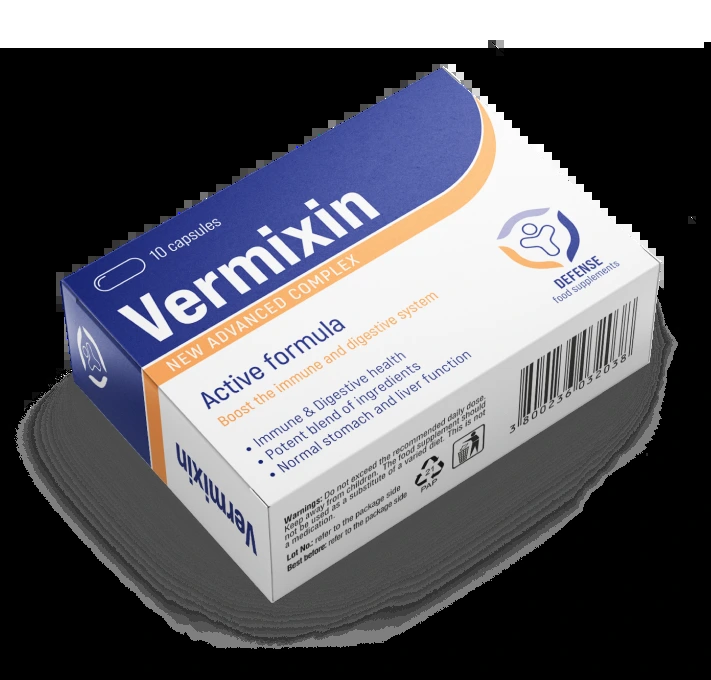 10 capsules
Vermixin
NEW ADVANCED COMPLEX
DEFENSE
food supplements
Active formula
Boost the immune and digestive system
• Immune & Digestive health
• Potent blend of ingredients
• Normal stomach and liver function
Vermixin
Warnings: Do not exceed the recommended daily dose.
Keep away from children. The food supplement should
not be used as a substitute of a varied diet. This is not
a medication.
Lot No.: refer to the package side
Best before: refer to the package side
21
PAP
3 800236 032038